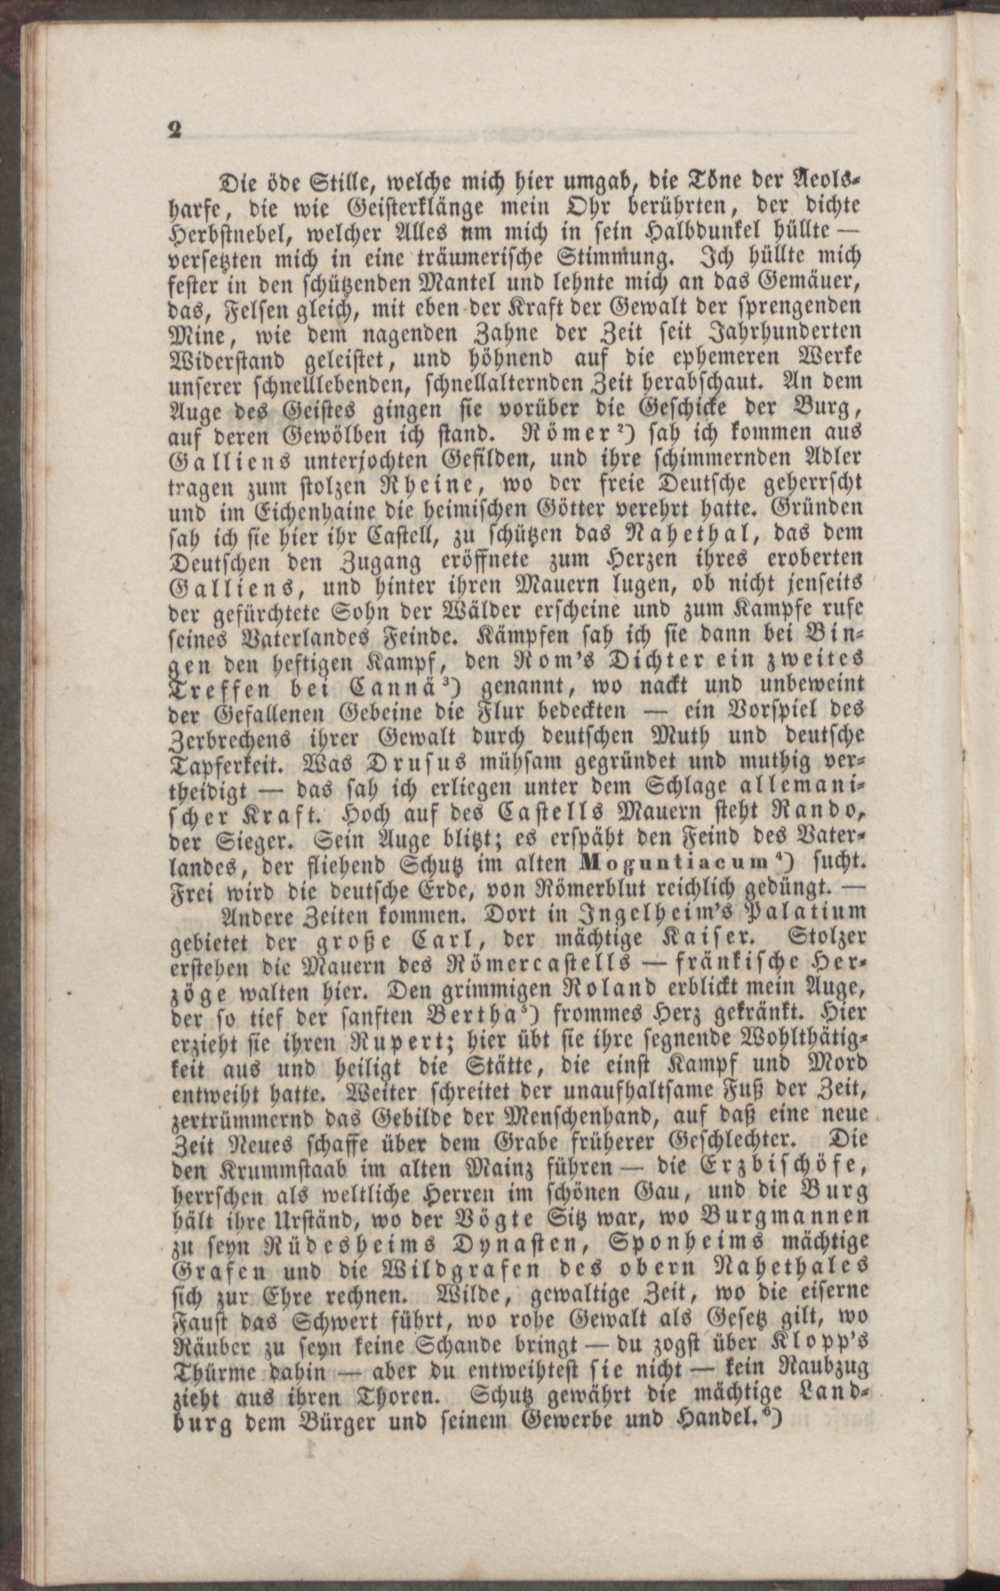 2
Die öde Stille, welche mich hier umgab, die Töne der Aeols-
harfe, die wie Geisterklänge mein Ohr berührten, der dichte
Herbstnebel, welcher Alles um mich in sein Halbdunkel hüllte —
versetzten mich in eine träumerische Stimmung. Ich hüllte mich
fester in den schützenden Mantel und lehnte mich an das Gemäuer,
das, Felsen gleich, mit eben der Kraft der Gewalt der sprengenden
Mine, wie dem nagenden Zahne der Zeit seit Jahrhunderten
Widerstand geleistet, und höhnend auf die ephemeren Werke
unserer schnelllebenden, schnellalternden Zeit herabschaut. An dem
Auge des Geistes gingen sie vorüber die Geschicke der Burg,
auf deren Gewölben ich stand. Römer²) sah ich kommen aus
Galliens unterjochten Gefilden, und ihre schimmernden Adler
tragen zum stolzen Rheine, wo der freie Deutsche geherrscht
und im Eichenhaine die heimischen Götter verehrt hatte. Gründen
sah ich sie hier ihr Castell, zu schützen das Nahethal, das dem
Deutschen den Zugang eröffnete zum Herzen ihres eroberten
Galliens, und hinter ihren Mauern lugen, ob nicht jenseits
der gefürchtete Sohn der Wälder erscheine und zum Kampfe rufe
seines Vaterlandes Feinde. Kämpfen sah ich sie dann bei Bin-
gen den heftigen Kampf, den Rom's Dichter ein zweites
Treffen bei Cannä³) genannt, wo nackt und unbeweint
der Gefallenen Gebeine die Flur bedeckten — ein Vorspiel des
Zerbrechens ihrer Gewalt durch deutschen Muth und deutsche
Tapferkeit. Was Drusus mühsam gegründet und muthig ver-
theidigt — das sah ich erliegen unter dem Schlage allemani-
scher Kraft. Hoch auf des Castells Mauern steht Rando,
der Sieger. Sein Auge blitzt; es erspäht den Feind des Vater-
landes, der fliehend Schutz im alten Moguntiacum⁴) sucht.
Frei wird die deutsche Erde, von Römerblut reichlich gedüngt. —
Andere Zeiten kommen. Dort in Ingelheim's Palatium
gebietet der große Carl, der mächtige Kaiser. Stolzer
erstehen die Mauern des Römercastells — fränkische Her-
zöge walten hier. Den grimmigen Roland erblickt mein Auge,
der so tief der sanften Bertha⁵) frommes Herz gekränkt. Hier
erzieht sie ihren Rupert; hier übt sie ihre segnende Wohlthätig-
keit aus und heiligt die Stätte, die einst Kampf und Mord
entweiht hatte. Weiter schreitet der unaufhaltsame Fuß der Zeit,
zertrümmernd das Gebilde der Menschenhand, auf daß eine neue
Zeit Neues schaffe über dem Grabe früherer Geschlechter. Die
den Krummstaab im alten Mainz führen — die Erzbischöfe,
herrschen als weltliche Herren im schönen Gau, und die Burg
hält ihre Urständ, wo der Vögte Sitz war, wo Burgmannen
zu seyn Rüdesheims Dynasten, Sponheims mächtige
Grafen und die Wildgrafen des obern Nahethales
sich zur Ehre rechnen. Wilde, gewaltige Zeit, wo die eiserne
Faust das Schwert führt, wo rohe Gewalt als Gesetz gilt, wo
Räuber zu seyn keine Schande bringt — du zogst über Klopp's
Thürme dahin — aber du entweihtest sie nicht — kein Raubzug
zieht aus ihren Thoren. Schutz gewährt die mächtige Land-
burg dem Bürger und seinem Gewerbe und Handel.⁶)